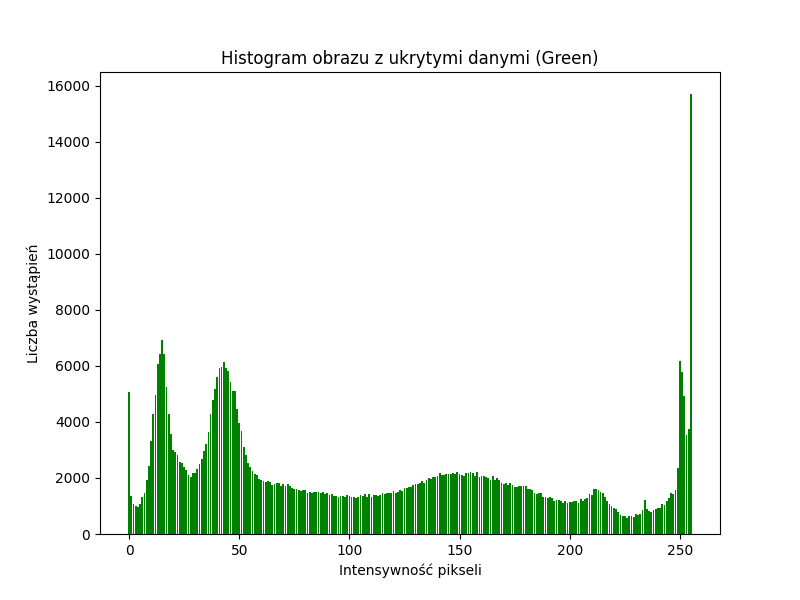 Histogram obrazu z ukrytymi danymi (Green)
16000
14000
12000
10000
8000
6000
4000
2000
0
Liczba wystąpień
0 50 100 150 200 250
Intensywność pikseli